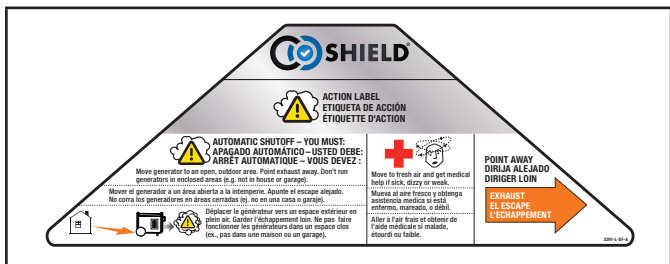 CO SHIELD®
ACTION LABEL
ETIQUETA DE ACCIÓN
ÉTIQUETTE D'ACTION
AUTOMATIC SHUTOFF – YOU MUST:
APAGADO AUTOMÁTICO – USTED DEBE:
ARRÊT AUTOMATIQUE – VOUS DEVEZ :
Move generator to an open, outdoor area. Point exhaust away. Don't run
generators in enclosed areas (e.g. not in house or garage).
Mover el generador a un área abierta a la intemperie. Apunte el escape alejado.
No corra los generadores en áreas cerradas (ej. no en una casa o garaje).
Déplacer le générateur vers un espace extérieur en
plein air. Garder l'échappement loin. Ne pas faire
fonctionner les générateurs dans un espace clos
(ex., pas dans une maison ou un garage).
Move to fresh air and get medical
help if sick, dizzy or weak.
Mueva al aire fresco y obtenga
asistencia medica si está
enfermo, mareado, o débil.
Aller à l'air frais et obtenir de
l'aide médicale si malade,
étourdi ou faible.
POINT AWAY
DIRIJA ALEJADO
DIRIGER LOIN
EXHAUST
EL ESCAPE
L'ECHAPPEMENT
3391-L-SF-A